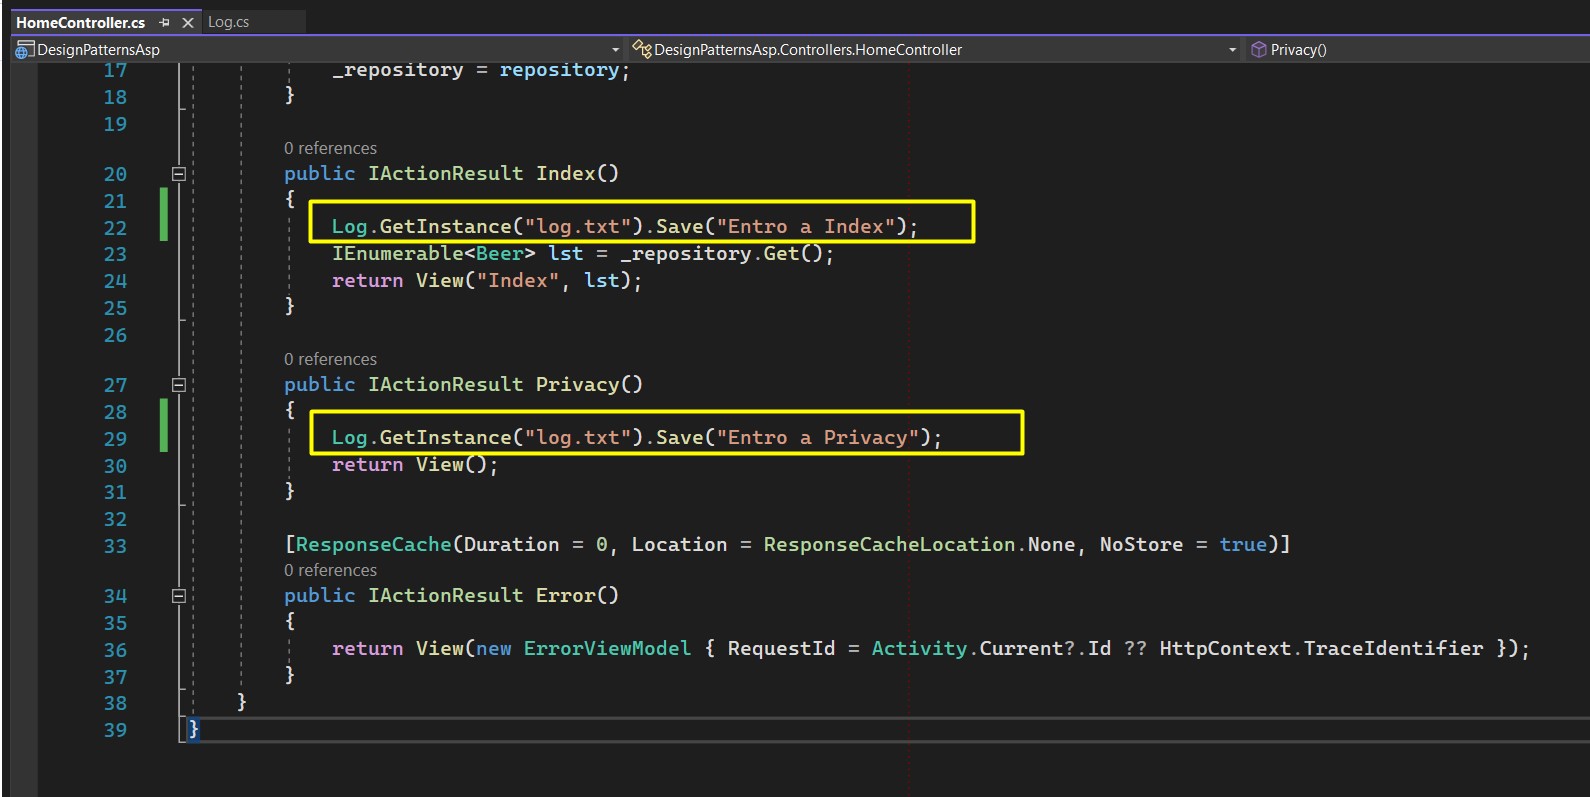 HomeController.cs
Log.cs
DesignPatternsAsp
DesignPatternsAsp.Controllers.HomeController
Privacy()
17 _repository = repository;
18 }
19
0 references
20 public IActionResult Index()
21 {
22 Log.GetInstance("log.txt").Save("Entro a Index");
23 IEnumerable<Beer> lst = _repository.Get();
24 return View("Index", lst);
25 }
26
0 references
27 public IActionResult Privacy()
28 {
29 Log.GetInstance("log.txt").Save("Entro a Privacy");
30 return View();
31 }
32
33 [ResponseCache(Duration = 0, Location = ResponseCacheLocation.None, NoStore = true)]
0 references
34 public IActionResult Error()
35 {
36 return View(new ErrorViewModel { RequestId = Activity.Current?.Id ?? HttpContext.TraceIdentifier });
37 }
38 }
39 }